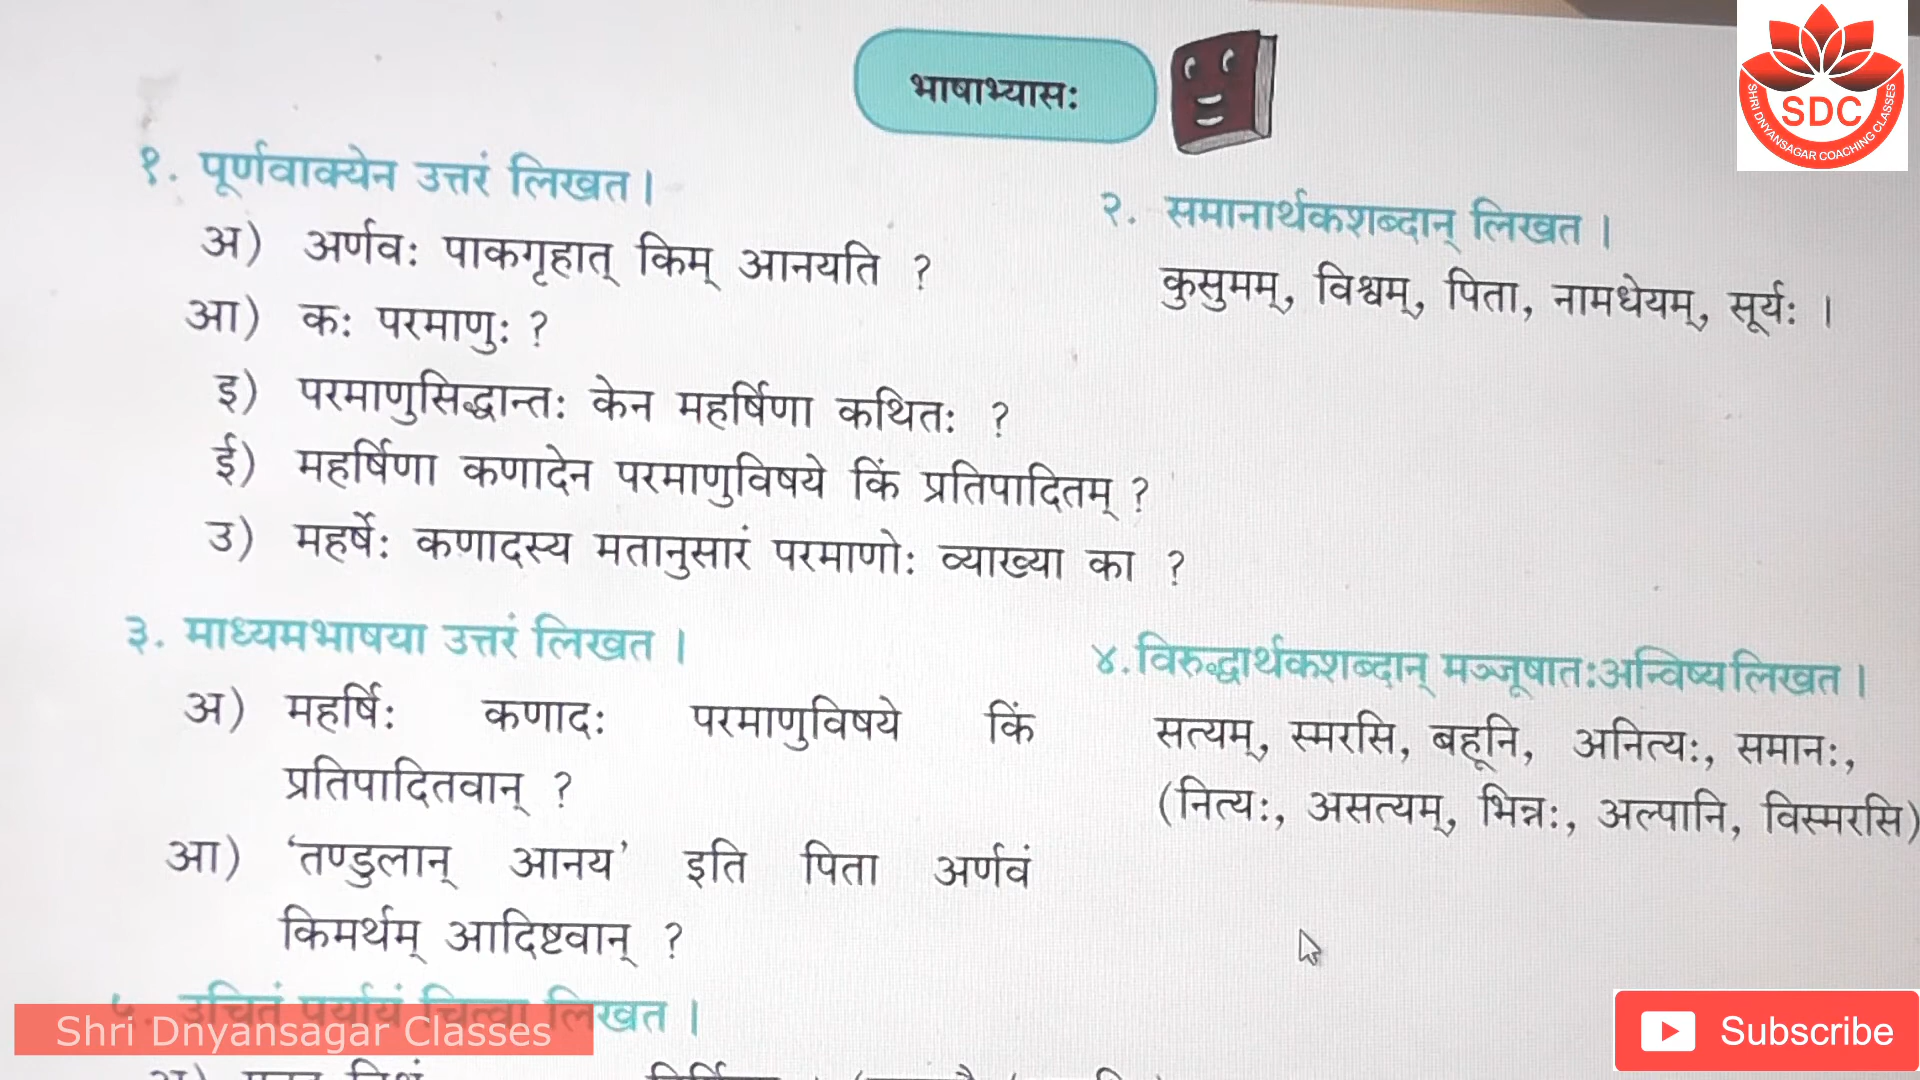 भाषाभ्यासः
SDC
SHRI DNYANSAGAR COACHING CLASSES
१. पूर्णवाक्येन उत्तरं लिखत।
अ) अर्णवः पाकगृहात् किम् आनयति ?
आ) कः परमाणुः ?
इ) परमाणुसिद्धान्तः केन महर्षिणा कथितः ?
ई) महर्षिणा कणादेन परमाणुविषये किं प्रतिपादितम् ?
उ) महर्षेः कणादस्य मतानुसारं परमाणोः व्याख्या का ?
२. समानार्थकशब्दान् लिखत।
कुसुमम्, विश्वम्, पिता, नामधेयम्, सूर्यः ।
३. माध्यमभाषया उत्तरं लिखत।
अ) महर्षिः कणादः परमाणुविषये किं
प्रतिपादितवान् ?
आ) ‘तण्डुलान् आनय’ इति पिता अर्णवं
किमर्थम् आदिष्टवान् ?
४. विरुद्धार्थकशब्दान् मञ्जूषातःअन्विष्य लिखत।
सत्यम्, स्मरसि, बहूनि, अनित्यः, समानः,
(नित्यः, असत्यम्, भिन्नः, अल्पानि, विस्मरसि)
५. उचितं पर्यायं चित्वा लिखत।
Shri Dnyansagar Classes
Subscribe